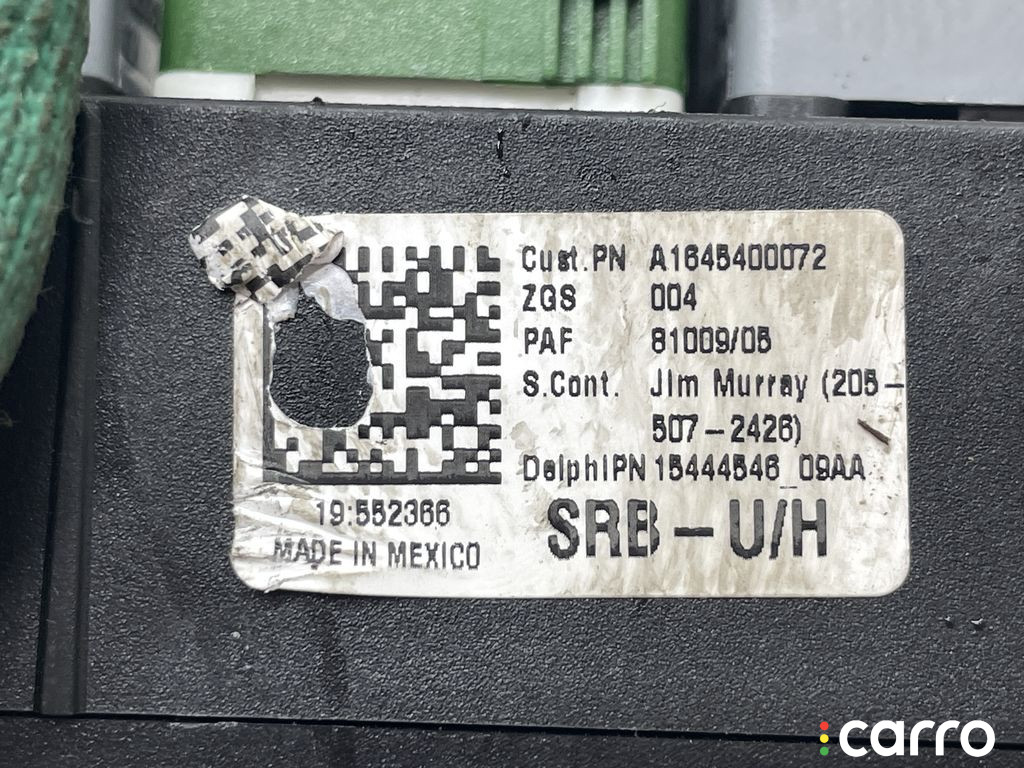 Cust.PN A1645400072
ZGS 004
PAF 81009/05
S.Cont. Jim Murray (205-
507-2426)
DelphiPN 15444546_09AA
19:552366
MADE IN MEXICO
SRB-U/H
carro